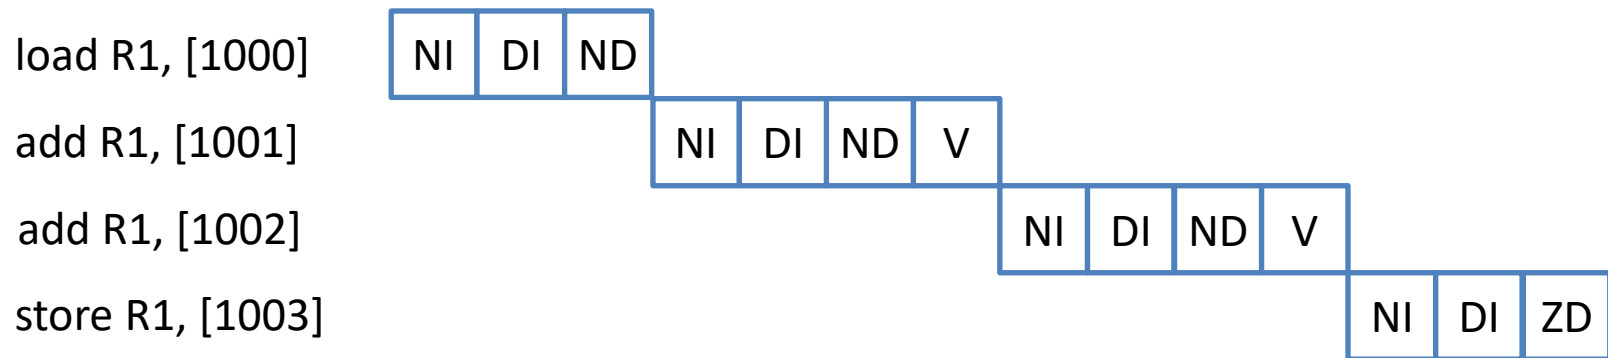 load R1, [1000] NI DI ND
add R1, [1001] NI DI ND V
add R1, [1002] NI DI ND V
store R1, [1003] NI DI ZD